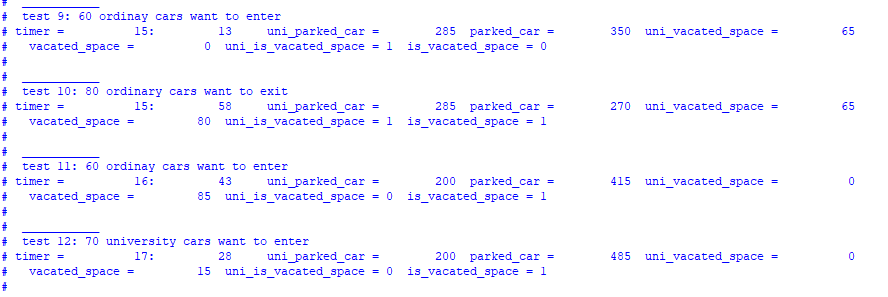 # ___________
# test 9: 60 ordinay cars want to enter
# timer = 15: 13 uni_parked_car = 285 parked_car = 350 uni_vacated_space = 65
# vacated_space = 0 uni_is_vacated_space = 1 is_vacated_space = 0
#
# ___________
# test 10: 80 ordinary cars want to exit
# timer = 15: 58 uni_parked_car = 285 parked_car = 270 uni_vacated_space = 65
# vacated_space = 80 uni_is_vacated_space = 1 is_vacated_space = 1
#
# ___________
# test 11: 60 ordinay cars want to enter
# timer = 16: 43 uni_parked_car = 200 parked_car = 415 uni_vacated_space = 0
# vacated_space = 85 uni_is_vacated_space = 0 is_vacated_space = 1
#
# ___________
# test 12: 70 university cars want to enter
# timer = 17: 28 uni_parked_car = 200 parked_car = 485 uni_vacated_space = 0
# vacated_space = 15 uni_is_vacated_space = 0 is_vacated_space = 1
#